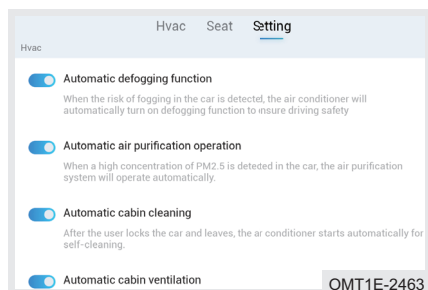 Hvac Seat Setting
Hvac
Automatic defogging function
When the risk of fogging in the car is detected, the air conditioner will
automatically turn on defogging function to ensure driving safety
Automatic air purification operation
When a high concentration of PM2.5 is deteded in the car, the air purification
system will operate automatically.
Automatic cabin cleaning
After the user locks the car and leaves, the ar conditioner starts automatically for
self-cleaning.
Automatic cabin ventilation
OMT1E-2463